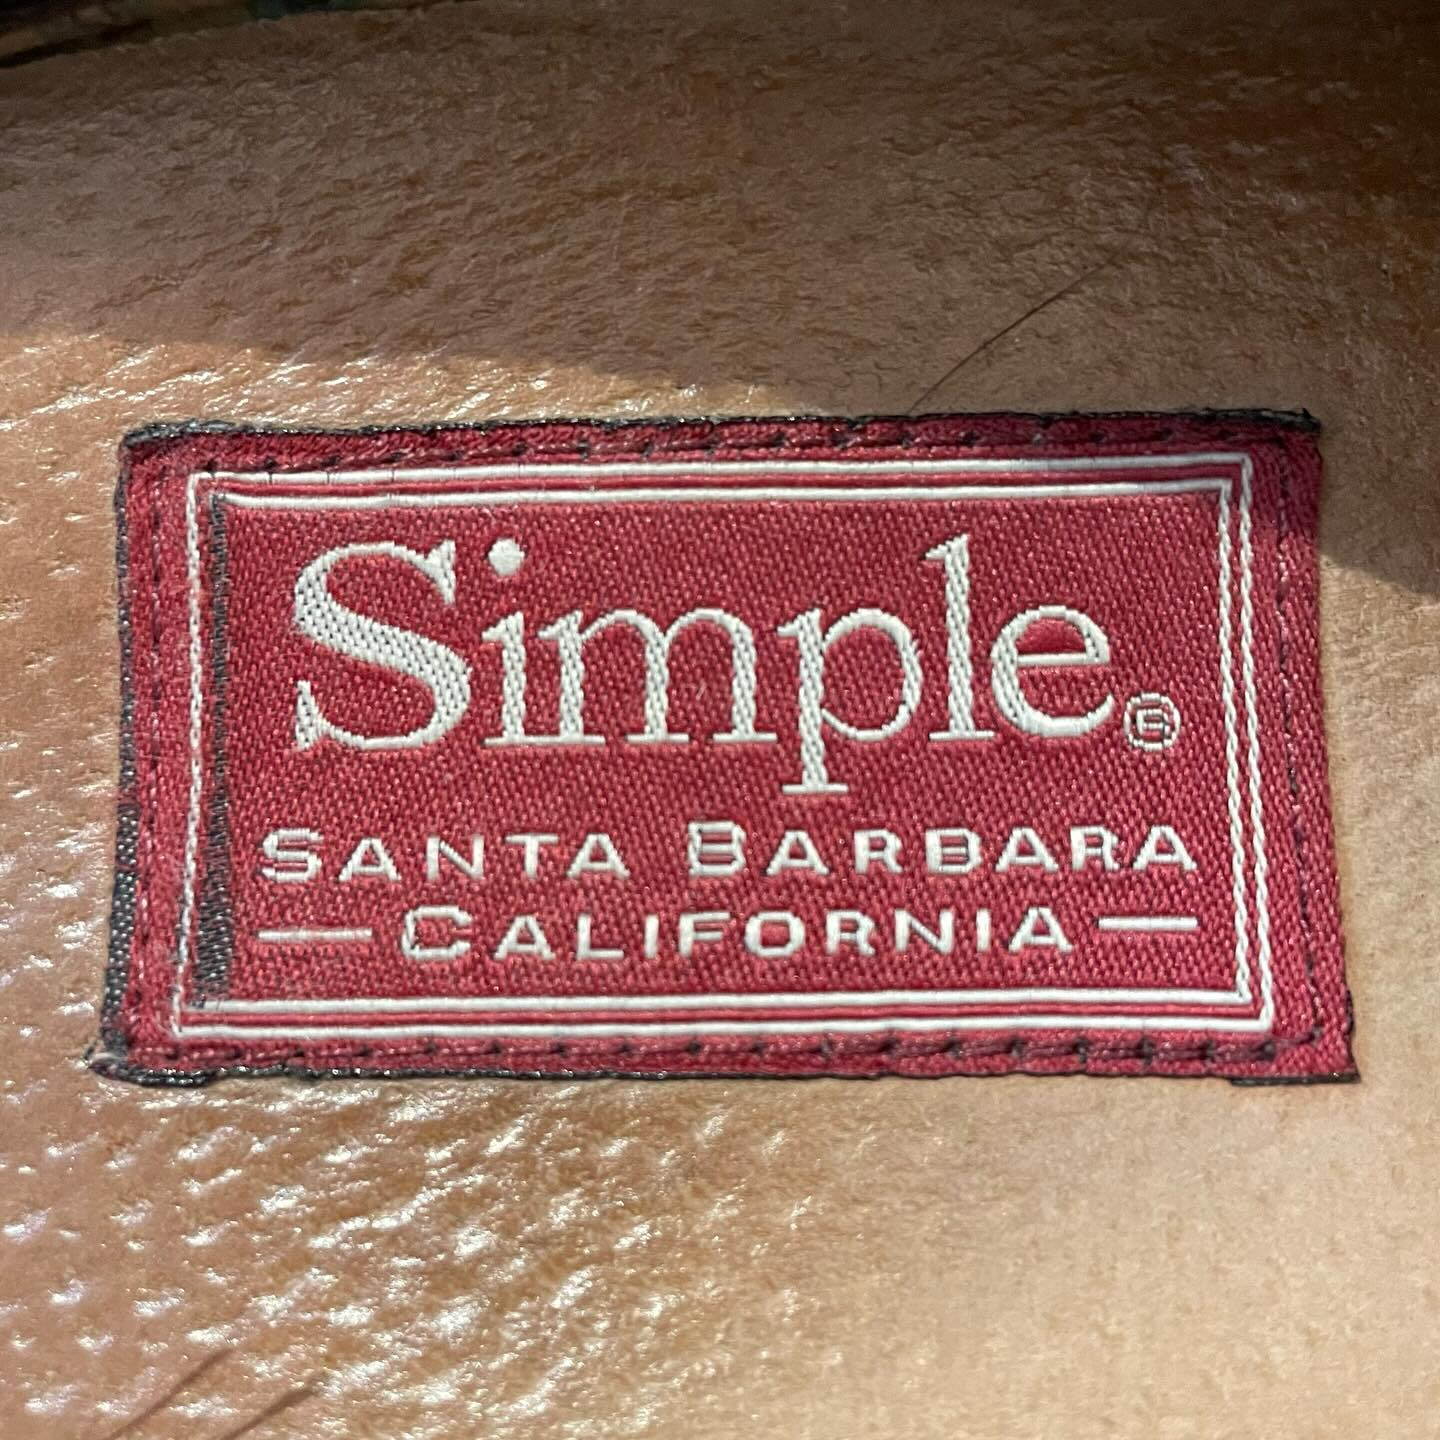 Simple®
SANTA BARBARA
— CALIFORNIA —